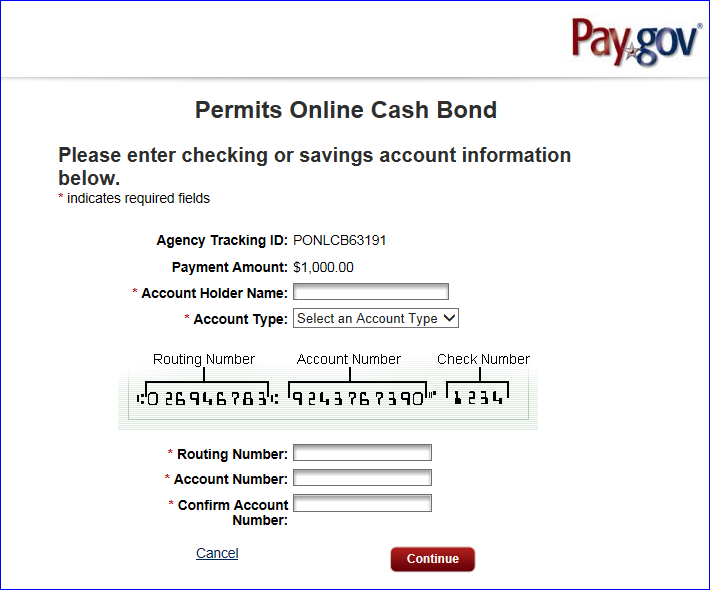 Pay.gov®
Permits Online Cash Bond
Please enter checking or savings account information
below.
* indicates required fields
Agency Tracking ID: PONLCB63191
Payment Amount: $1,000.00
* Account Holder Name:
* Account Type: Select an Account Type
Routing Number Account Number Check Number
⑆026946783⑆ 9243767390⑈ 1234
* Routing Number:
* Account Number:
* Confirm Account
Number:
Cancel Continue